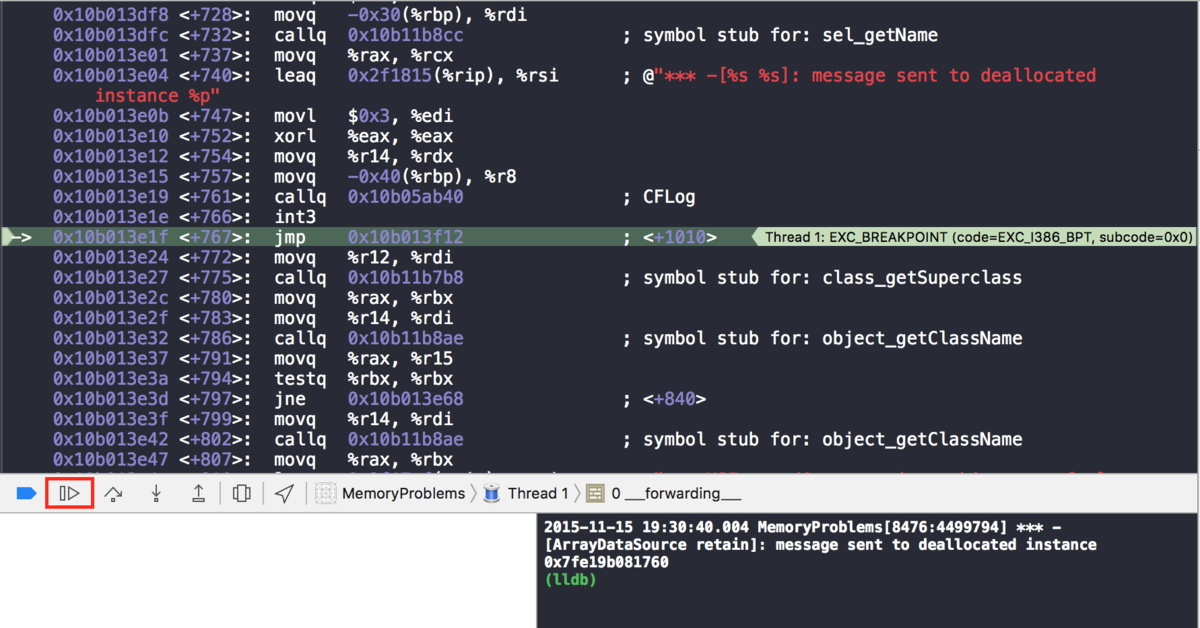 0x10b013df8 <+728>: movq -0x30(%rbp), %rdi
0x10b013dfc <+732>: callq 0x10b11b8cc ; symbol stub for: sel_getName
0x10b013e01 <+737>: movq %rax, %rcx
0x10b013e04 <+740>: leaq 0x2f1815(%rip), %rsi ; @"*** -[%s %s]: message sent to deallocated
instance %p"
0x10b013e0b <+747>: movl $0x3, %edi
0x10b013e10 <+752>: xorl %eax, %eax
0x10b013e12 <+754>: movq %r14, %rdx
0x10b013e15 <+757>: movq -0x40(%rbp), %r8
0x10b013e19 <+761>: callq 0x10b05ab40 ; CFLog
0x10b013e1e <+766>: int3
-> 0x10b013e1f <+767>: jmp 0x10b013f12 ; <+1010> Thread 1: EXC_BREAKPOINT (code=EXC_I386_BPT, subcode=0x0)
0x10b013e24 <+772>: movq %r12, %rdi
0x10b013e27 <+775>: callq 0x10b11b7b8 ; symbol stub for: class_getSuperclass
0x10b013e2c <+780>: movq %rax, %rbx
0x10b013e2f <+783>: movq %r14, %rdi
0x10b013e32 <+786>: callq 0x10b11b8ae ; symbol stub for: object_getClassName
0x10b013e37 <+791>: movq %rax, %r15
0x10b013e3a <+794>: testq %rbx, %rbx
0x10b013e3d <+797>: jne 0x10b013e68 ; <+840>
0x10b013e3f <+799>: movq %r14, %rdi
0x10b013e42 <+802>: callq 0x10b11b8ae ; symbol stub for: object_getClassName
0x10b013e47 <+807>: movq %rax, %rbx
MemoryProblems Thread 1 0 ___forwarding___
2015-11-15 19:30:40.004 MemoryProblems[8476:4499794] *** -
[ArrayDataSource retain]: message sent to deallocated instance
0x7fe19b081760
(lldb)